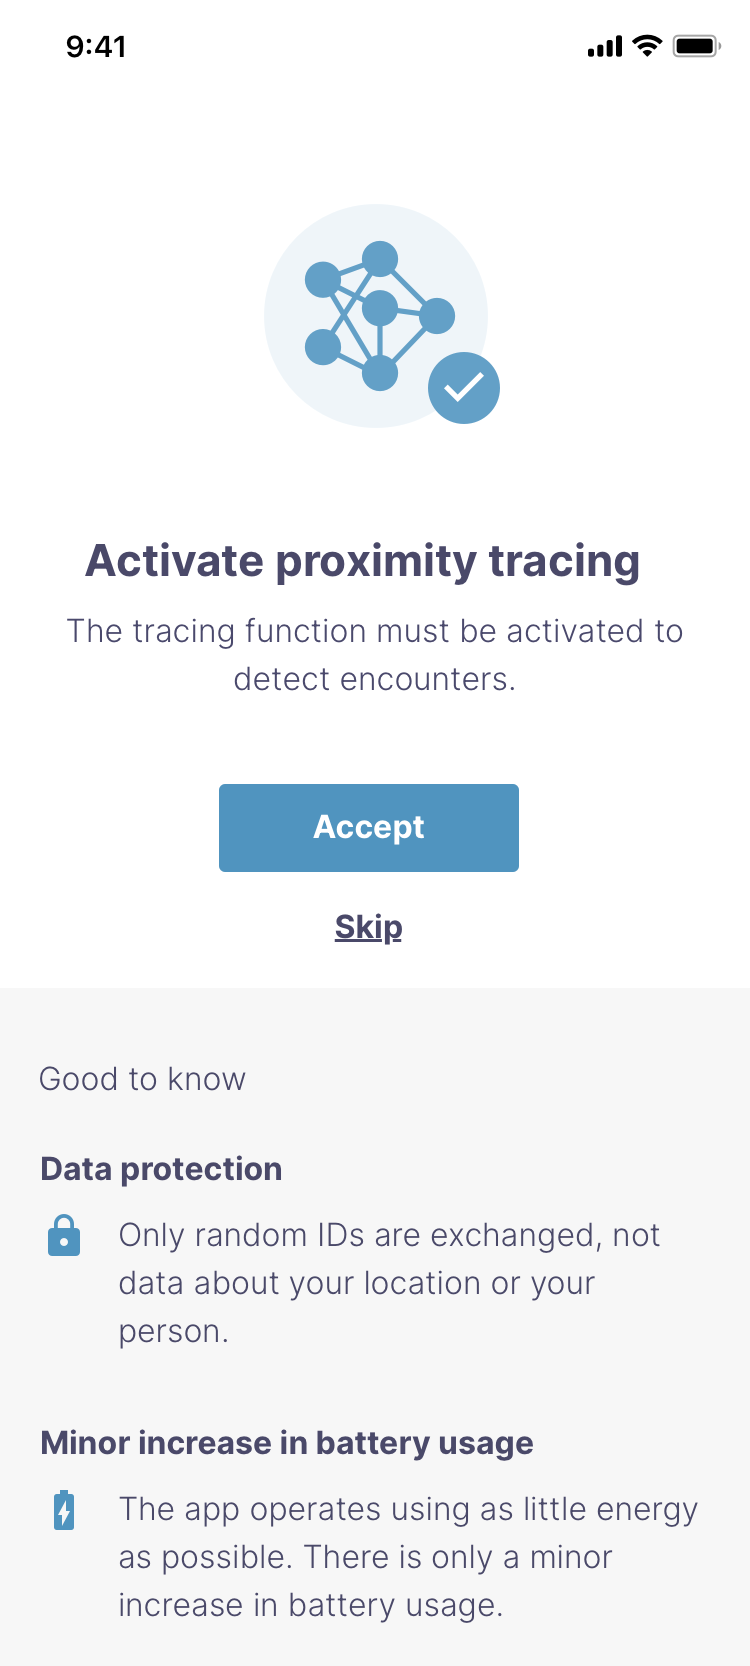 9:41
Activate proximity tracing
The tracing function must be activated to
detect encounters.
Accept
Skip
Good to know
Data protection
Only random IDs are exchanged, not
data about your location or your
person.
Minor increase in battery usage
The app operates using as little energy
as possible. There is only a minor
increase in battery usage.